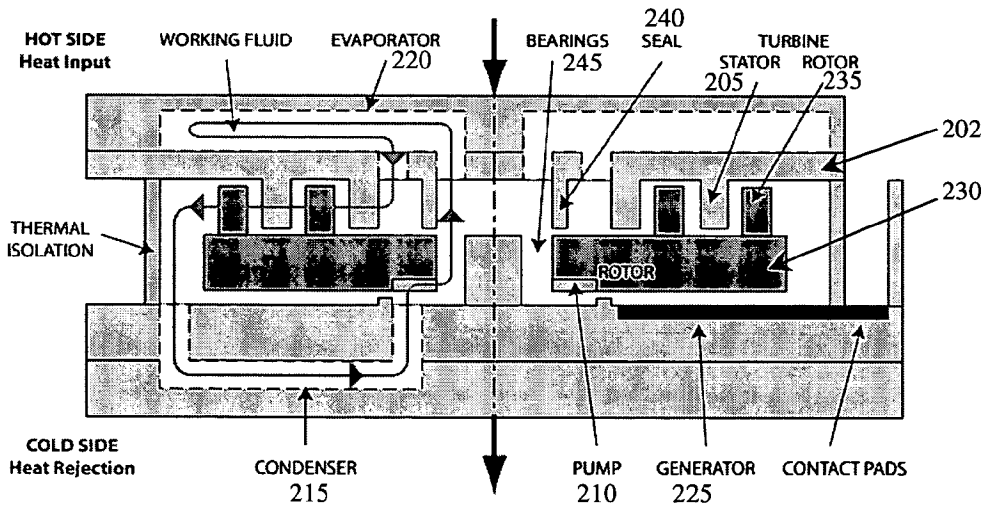 HOT SIDE
Heat Input
WORKING FLUID
EVAPORATOR
220
BEARINGS
245
240
SEAL
TURBINE
STATOR ROTOR
205 235
202
230
THERMAL
ISOLATION
ROTOR
COLD SIDE
Heat Rejection
CONDENSER
215
PUMP
210
GENERATOR
225
CONTACT PADS